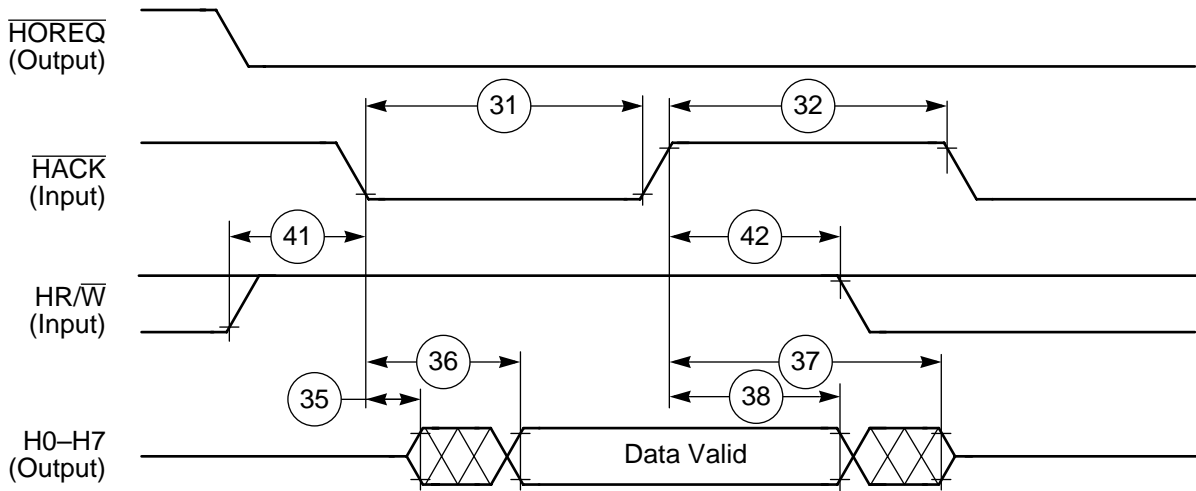 HOREQ
(Output)
31
32
HACK
(Input)
41
42
HR/W
(Input)
36
37
35
38
H0–H7
(Output)
Data Valid